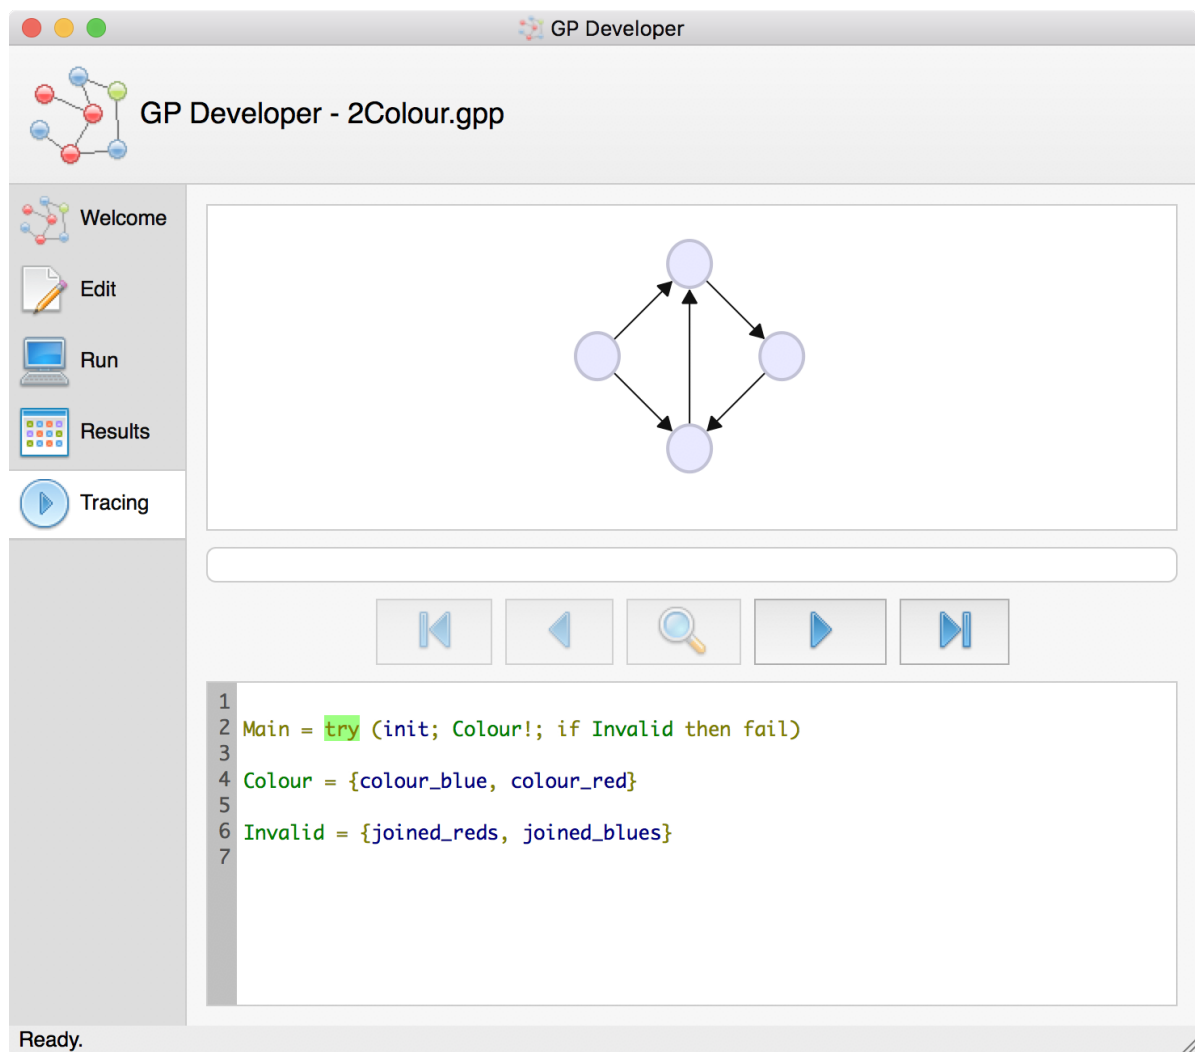 GP Developer
GP Developer - 2Colour.gpp
Welcome
Edit
Run
Results
Tracing
1
2 Main = try (init; Colour!; if Invalid then fail)
3
4 Colour = {colour_blue, colour_red}
5
6 Invalid = {joined_reds, joined_blues}
7
Ready.